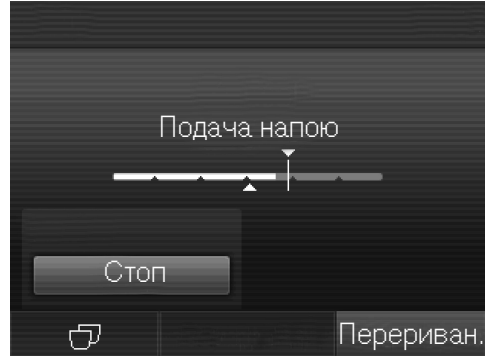 Подача напою
Стоп
Перериван.